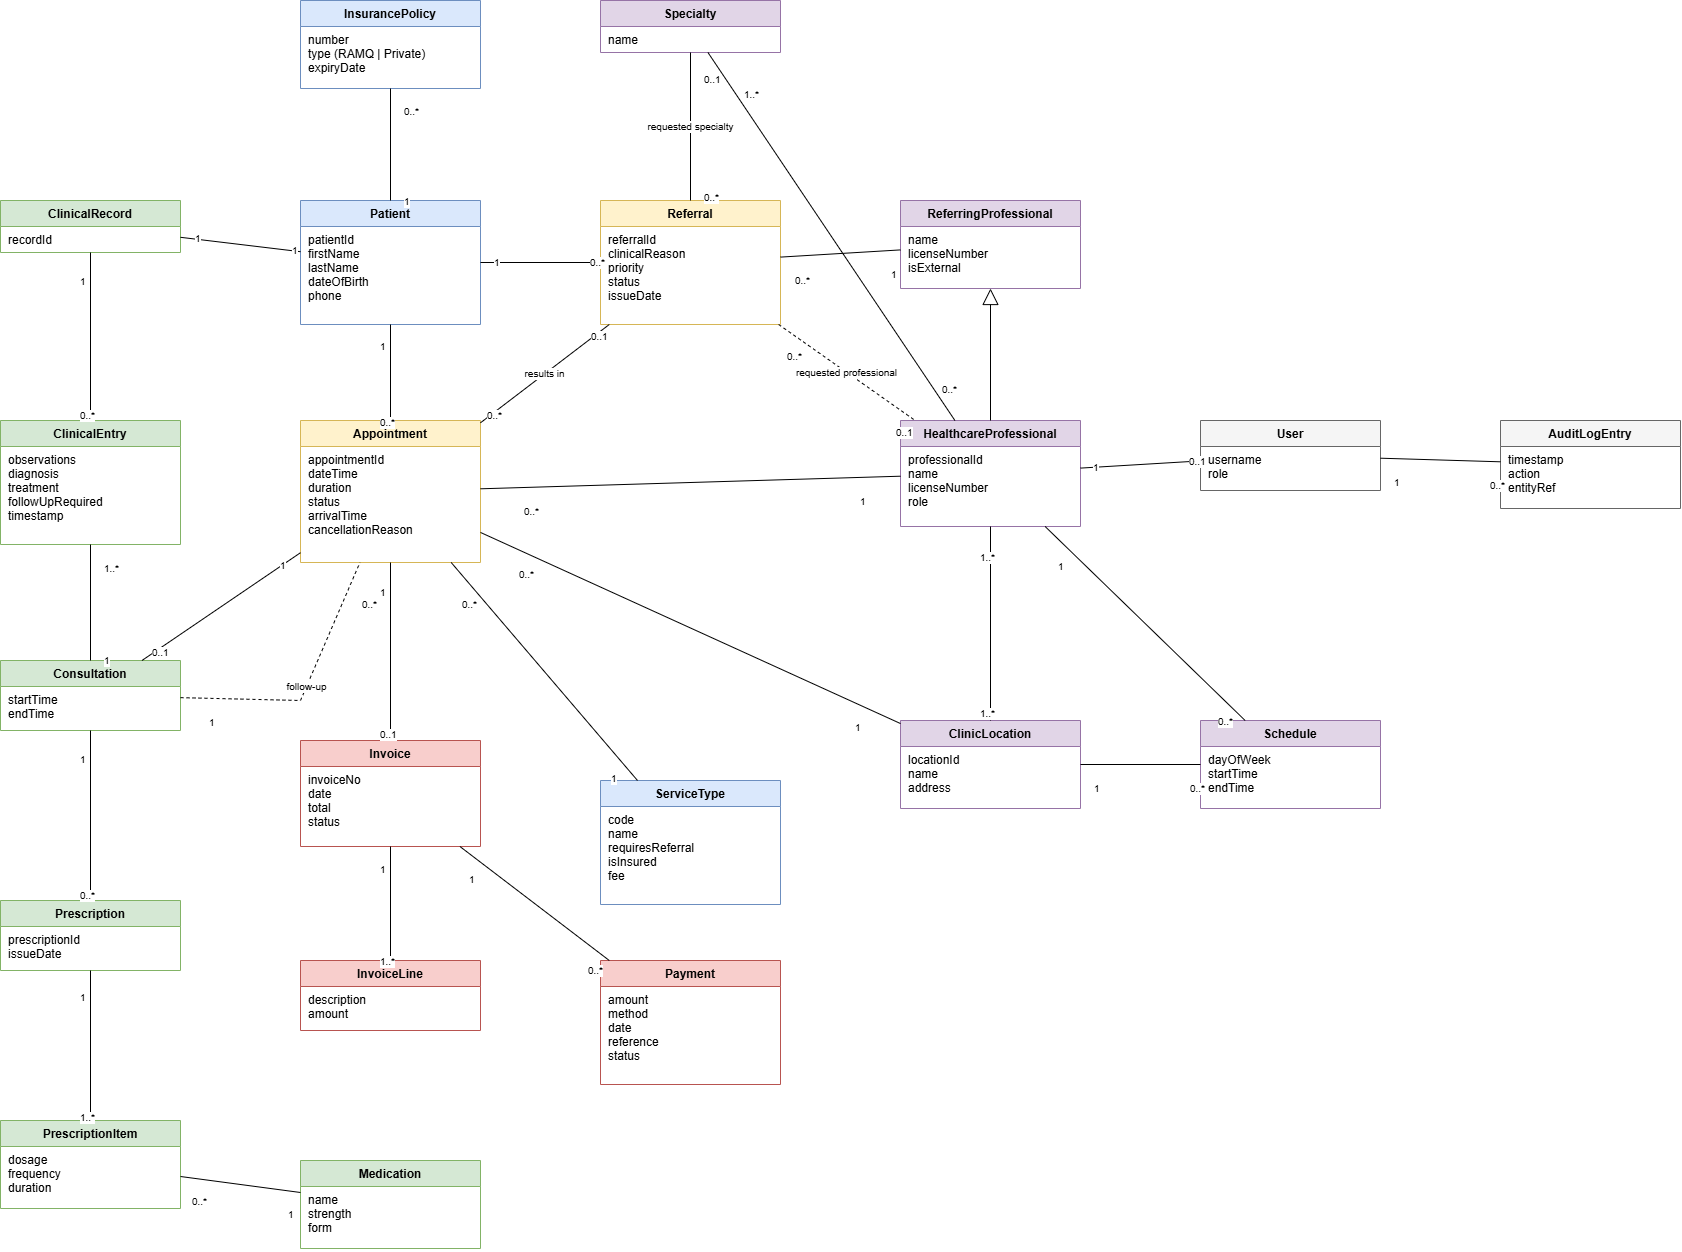 InsurancePolicy
number
type (RAMQ | Private)
expiryDate
Specialty
name
0..1
1..*
0..*
requested specialty
0..*
1
ClinicalRecord
recordId
1
1
1
Patient
patientId
firstName
lastName
dateOfBirth
phone
1
0..*
Referral
referralId
clinicalReason
priority
status
issueDate
0..*
1
ReferringProfessional
name
licenseNumber
isExternal
1
0..1
results in
0..*
0..*
requested professional
0..1
0..*
0..*
0..*
ClinicalEntry
observations
diagnosis
treatment
followUpRequired
timestamp
Appointment
appointmentId
dateTime
duration
status
arrivalTime
cancellationReason
0..*
1
HealthcareProfessional
professionalId
name
licenseNumber
role
1
0..1
User
username
role
1
0..*
AuditLogEntry
timestamp
action
entityRef
1..*
1
1
0..1
0..*
1
0..*
0..*
1..*
1
Consultation
startTime
endTime
follow-up
1
1
0..1
Invoice
invoiceNo
date
total
status
1
ServiceType
code
name
requiresReferral
isInsured
fee
1
1..*
ClinicLocation
locationId
name
address
1
0..*
0..*
Schedule
dayOfWeek
startTime
endTime
1
1
0..*
Prescription
prescriptionId
issueDate
1..*
InvoiceLine
description
amount
0..*
Payment
amount
method
date
reference
status
1
1..*
PrescriptionItem
dosage
frequency
duration
0..*
1
Medication
name
strength
form